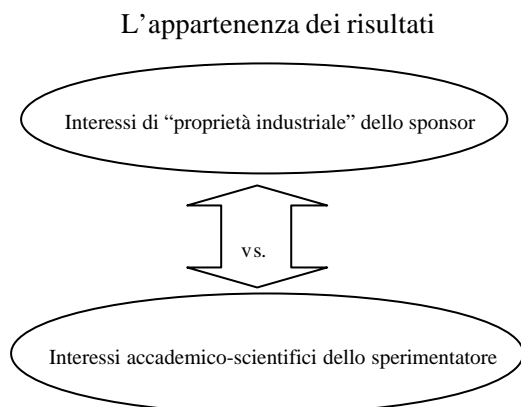 L’appartenenza dei risultati
Interessi di “proprietà industriale” dello sponsor
vs.
Interessi accademico-scientifici dello sperimentatore